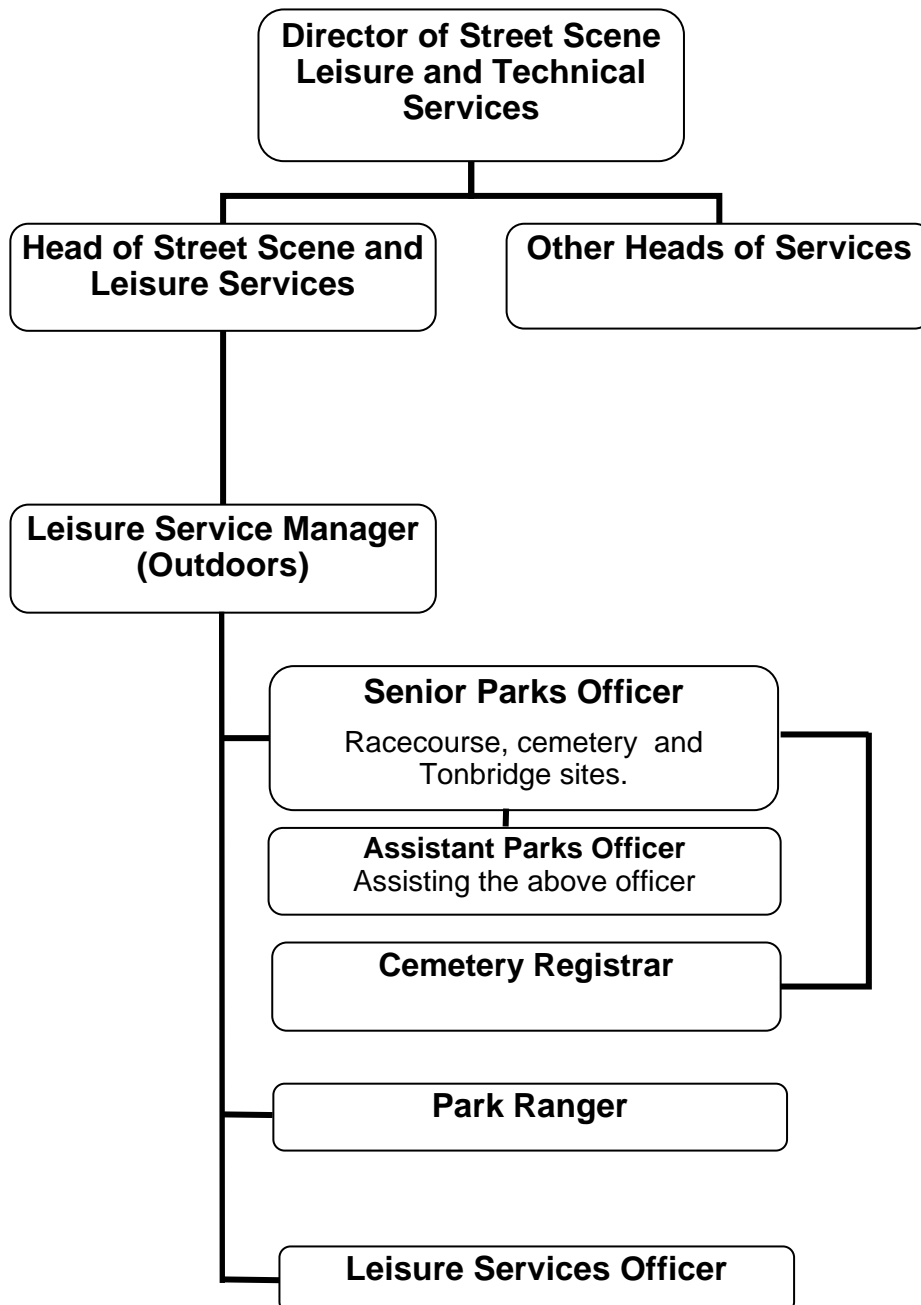 Director of Street Scene
Leisure and Technical
Services
Head of Street Scene and
Leisure Services
Other Heads of Services
Leisure Service Manager
(Outdoors)
Senior Parks Officer
Racecourse, cemetery and
Tonbridge sites.
Assistant Parks Officer
Assisting the above officer
Cemetery Registrar
Park Ranger
Leisure Services Officer